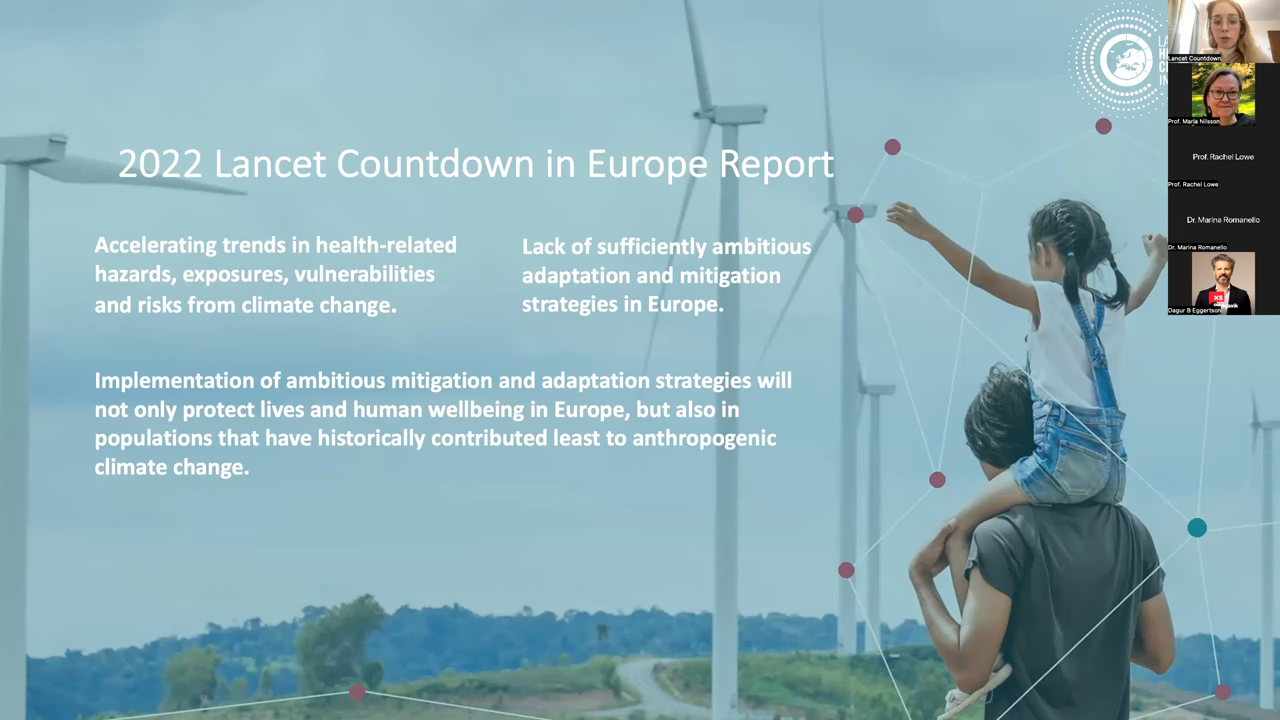 2022 Lancet Countdown in Europe Report
Accelerating trends in health-related
hazards, exposures, vulnerabilities
and risks from climate change.
Lack of sufficiently ambitious
adaptation and mitigation
strategies in Europe.
Implementation of ambitious mitigation and adaptation strategies will
not only protect lives and human wellbeing in Europe, but also in
populations that have historically contributed least to anthropogenic
climate change.
Lancet Countdown
Prof. Maria Nilsson
Prof. Rachel Lowe
Prof. Rachel Lowe
Dr. Marina Romanello
Dr. Marina Romanello
XS
Dagur B Eggertson